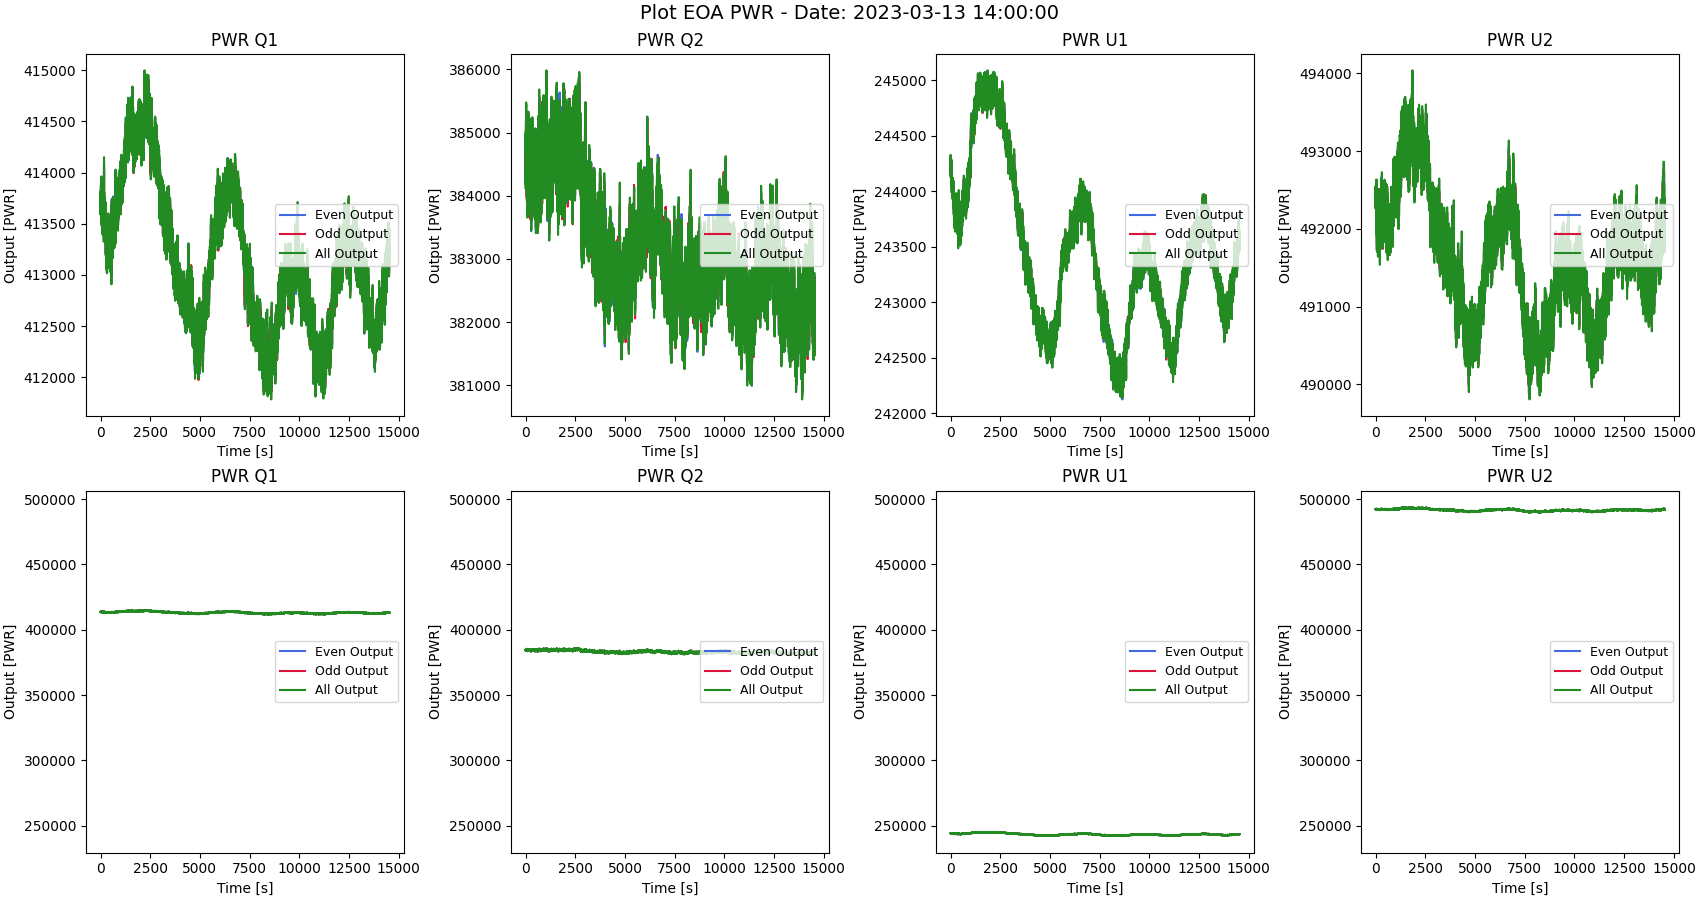 Plot EOA PWR - Date: 2023-03-13 14:00:00
PWR Q1
Output [PWR]
415000
414500
414000
413500
413000
412500
412000
Even Output
Odd Output
All Output
0 2500 5000 7500 10000 12500 15000
Time [s]
PWR Q2
Output [PWR]
386000
385000
384000
383000
382000
381000
Even Output
Odd Output
All Output
0 2500 5000 7500 10000 12500 15000
Time [s]
PWR U1
Output [PWR]
245000
244500
244000
243500
243000
242500
242000
Even Output
Odd Output
All Output
0 2500 5000 7500 10000 12500 15000
Time [s]
PWR U2
Output [PWR]
494000
493000
492000
491000
490000
Even Output
Odd Output
All Output
0 2500 5000 7500 10000 12500 15000
Time [s]
PWR Q1
Output [PWR]
500000
450000
400000
350000
300000
250000
Even Output
Odd Output
All Output
0 2500 5000 7500 10000 12500 15000
Time [s]
PWR Q2
Output [PWR]
500000
450000
400000
350000
300000
250000
Even Output
Odd Output
All Output
0 2500 5000 7500 10000 12500 15000
Time [s]
PWR U1
Output [PWR]
500000
450000
400000
350000
300000
250000
Even Output
Odd Output
All Output
0 2500 5000 7500 10000 12500 15000
Time [s]
PWR U2
Output [PWR]
500000
450000
400000
350000
300000
250000
Even Output
Odd Output
All Output
0 2500 5000 7500 10000 12500 15000
Time [s]